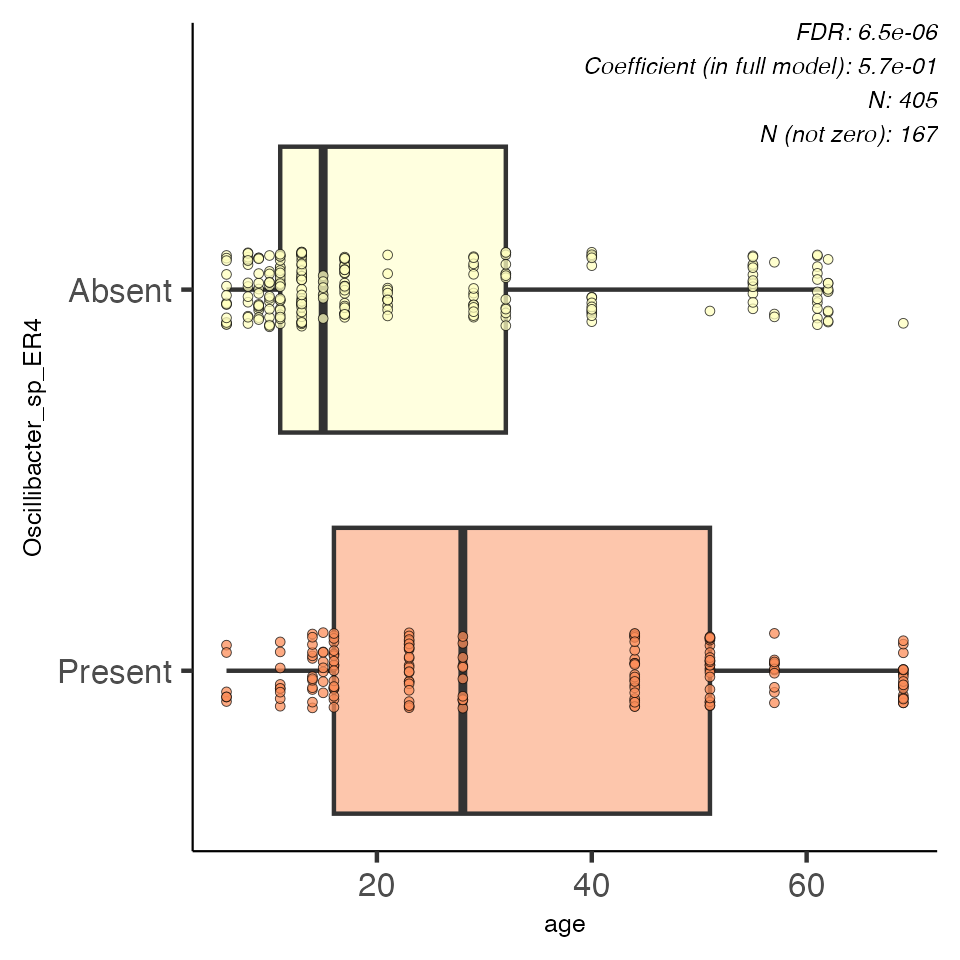 FDR: 6.5e-06
Coefficient (in full model): 5.7e-01
N: 405
N (not zero): 167
Absent
Oscillibacter_sp_ER4
Present
20 40 60
age